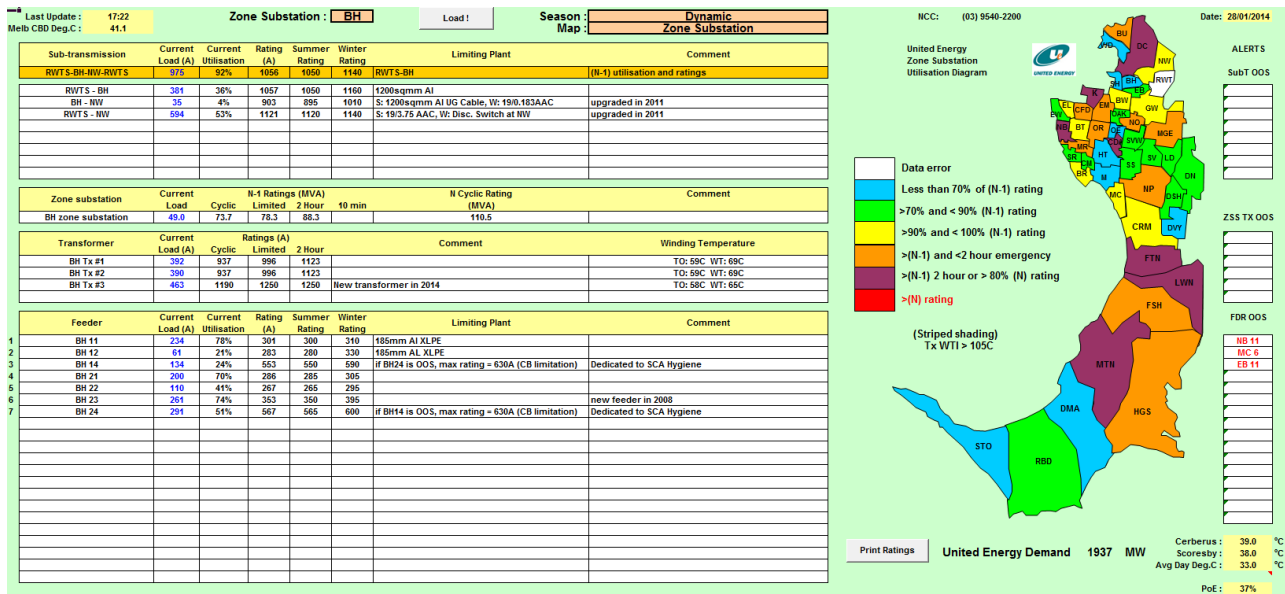 Last Update : 17:22 Zone Substation : BH Load ! Season : Dynamic
Melb CBD Deg.C : 41.1 Map : Zone Substation
Sub-transmission Current Load (A) Current Utilisation Rating (A) Summer Rating Winter Rating Limiting Plant Comment
RWTS-BH-NW-RWTS 975 92% 1056 1050 1140 RWTS-BH (N-1) utilisation and ratings
RWTS - BH 381 36% 1057 1050 1160 1200sqmm Al
BH - NW 35 4% 903 895 1010 S: 1200sqmm Al UG Cable, W: 19/0.183AAC upgraded in 2011
RWTS - NW 594 53% 1121 1120 1140 S: 19/3.75 AAC, W: Disc. Switch at NW upgraded in 2011
Zone substation Current Load N-1 Ratings (MVA) Cyclic Limited 2 Hour 10 min N Cyclic Rating (MVA) Comment
BH zone substation 49.0 73.7 78.3 88.3 110.5
Transformer Current Load (A) Ratings (A) Cyclic Limited 2 Hour Comment Winding Temperature
BH Tx #1 392 937 996 1123 TO: 59C WT: 69C
BH Tx #2 390 937 996 1123 TO: 59C WT: 69C
BH Tx #3 463 1190 1250 1250 New transformer in 2014 TO: 58C WT: 65C
Feeder Current Load (A) Current Utilisation Rating (A) Summer Rating Winter Rating Limiting Plant Comment
1 BH 11 234 78% 301 300 310 185mm Al XLPE
2 BH 12 61 21% 283 280 330 185mm AL XLPE
3 BH 14 134 24% 553 550 590 if BH24 is OOS, max rating = 630A (CB limitation) Dedicated to SCA Hygiene
4 BH 21 200 70% 286 285 305
5 BH 22 110 41% 267 265 295
6 BH 23 261 74% 353 350 395 new feeder in 2008
7 BH 24 291 51% 567 565 600 if BH14 is OOS, max rating = 630A (CB limitation) Dedicated to SCA Hygiene
NCC: (03) 9540-2200 Date: 28/01/2014
United Energy
Zone Substation
Utilisation Diagram
UNITED ENERGY
BU
WD DC
NW
RWT
SH BH
EB
K
BW
EL CFD EM GW
EW OAK
NB BT OR NO
OE MGE
MR CDA SVW
SR HT SV LD
CM SS
BR M DN
MC NP DSH
CRM DVY
FTN
LWN
FSH
MTN
HGS
DMA
STO
RBD
Data error
Less than 70% of (N-1) rating
>70% and < 90% (N-1) rating
>90% and < 100% (N-1) rating
>(N-1) and <2 hour emergency
>(N-1) 2 hour or > 80% (N) rating
>(N) rating
(Striped shading)
Tx WTI > 105C
ALERTS
SubT OOS
ZSS TX OOS
FDR OOS
NB 11
MC 6
EB 11
Print Ratings United Energy Demand 1937 MW
Cerberus : 39.0 °C
Scoresby : 38.0 °C
Avg Day Deg.C : 33.0 °C
PoE : 37%